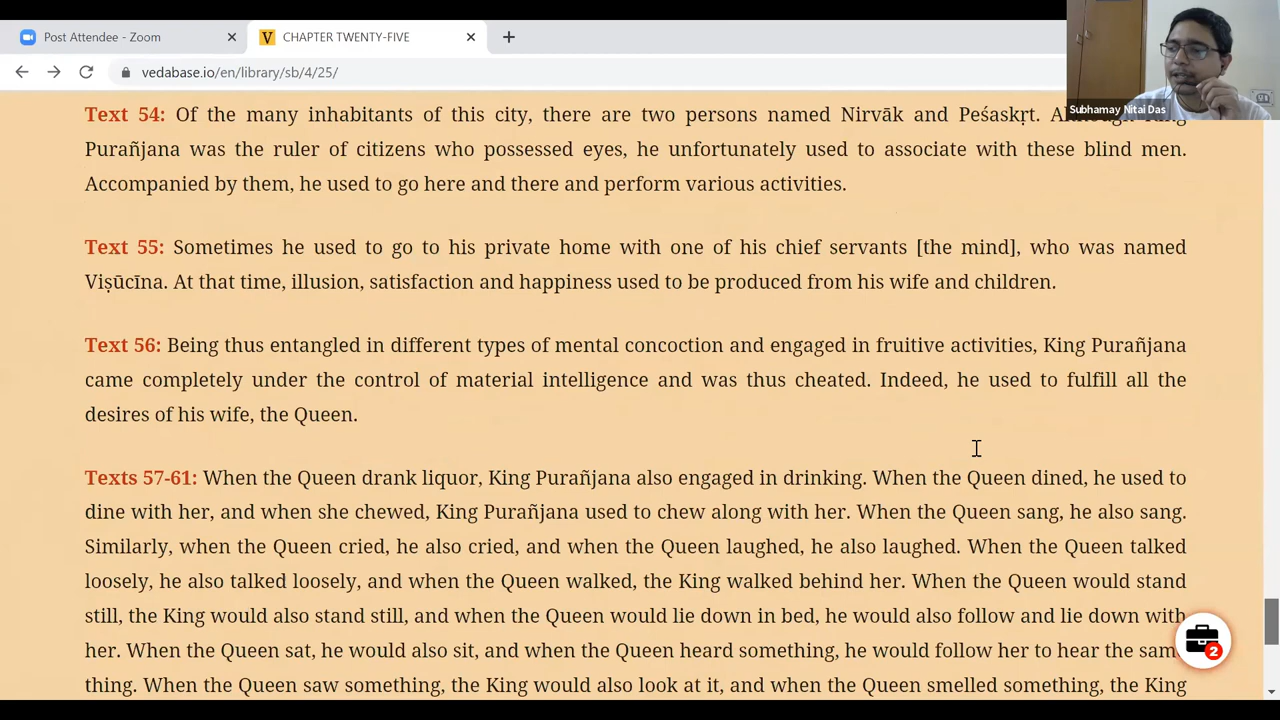 Post Attendee - Zoom
CHAPTER TWENTY-FIVE
vedabase.io/en/library/sb/4/25/
Subhamay Nitai Das
Text 54: Of the many inhabitants of this city, there are two persons named Nirvāk and Peśaskṛt.
Purañjana was the ruler of citizens who possessed eyes, he unfortunately used to associate with these blind men.
Accompanied by them, he used to go here and there and perform various activities.
Text 55: Sometimes he used to go to his private home with one of his chief servants [the mind], who was named
Viṣūcīna. At that time, illusion, satisfaction and happiness used to be produced from his wife and children.
Text 56: Being thus entangled in different types of mental concoction and engaged in fruitive activities, King Purañjana
came completely under the control of material intelligence and was thus cheated. Indeed, he used to fulfill all the
desires of his wife, the Queen.
Texts 57-61: When the Queen drank liquor, King Purañjana also engaged in drinking. When the Queen dined, he used to
dine with her, and when she chewed, King Purañjana used to chew along with her. When the Queen sang, he also sang.
Similarly, when the Queen cried, he also cried, and when the Queen laughed, he also laughed. When the Queen talked
loosely, he also talked loosely, and when the Queen walked, the King walked behind her. When the Queen would stand
still, the King would also stand still, and when the Queen would lie down in bed, he would also follow and lie down with
her. When the Queen sat, he would also sit, and when the Queen heard something, he would follow her to hear the sam
thing. When the Queen saw something, the King would also look at it, and when the Queen smelled something, the King
2